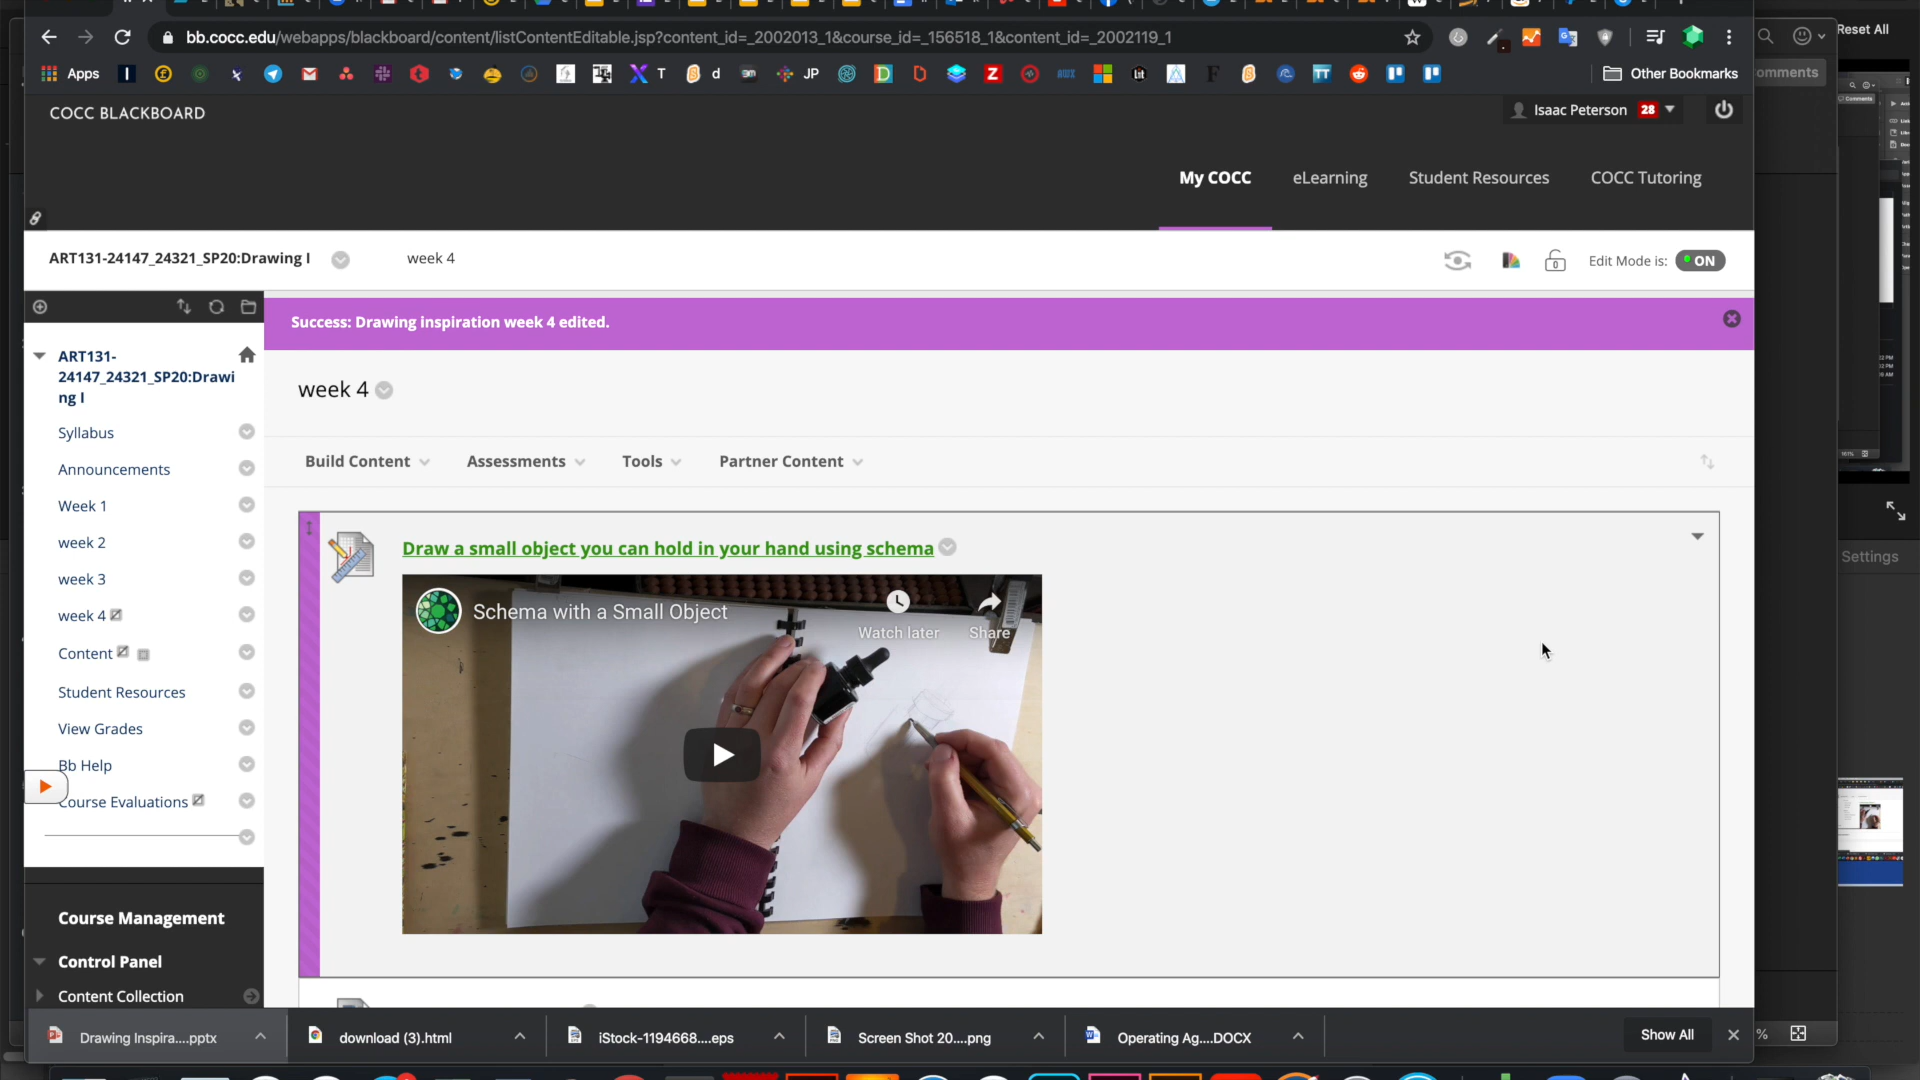 bb.cocc.edu/webapps/blackboard/content/listContentEditable.jsp?content_id=_2002013_1&course_id=_156518_1&content_id=_2002119_1
Reset All
Apps
T
d
JP
Other Bookmarks
omments
COCC BLACKBOARD
Isaac Peterson 28
My COCC
eLearning
Student Resources
COCC Tutoring
ART131-24147_24321_SP20:Drawing I
week 4
Edit Mode is: ON
Success: Drawing inspiration week 4 edited.
ART131-
24147_24321_SP20:Drawi
ng I
week 4
Syllabus
Announcements
Build Content
Assessments
Tools
Partner Content
Week 1
week 2
week 3
week 4
Content
Student Resources
View Grades
Bb Help
Course Evaluations
Draw a small object you can hold in your hand using schema
Schema with a Small Object
Watch later
Share
Settings
Course Management
Control Panel
Content Collection
Drawing Inspira....pptx
download (3).html
iStock-1194668....eps
Screen Shot 20....png
Operating Ag....DOCX
Show All
%